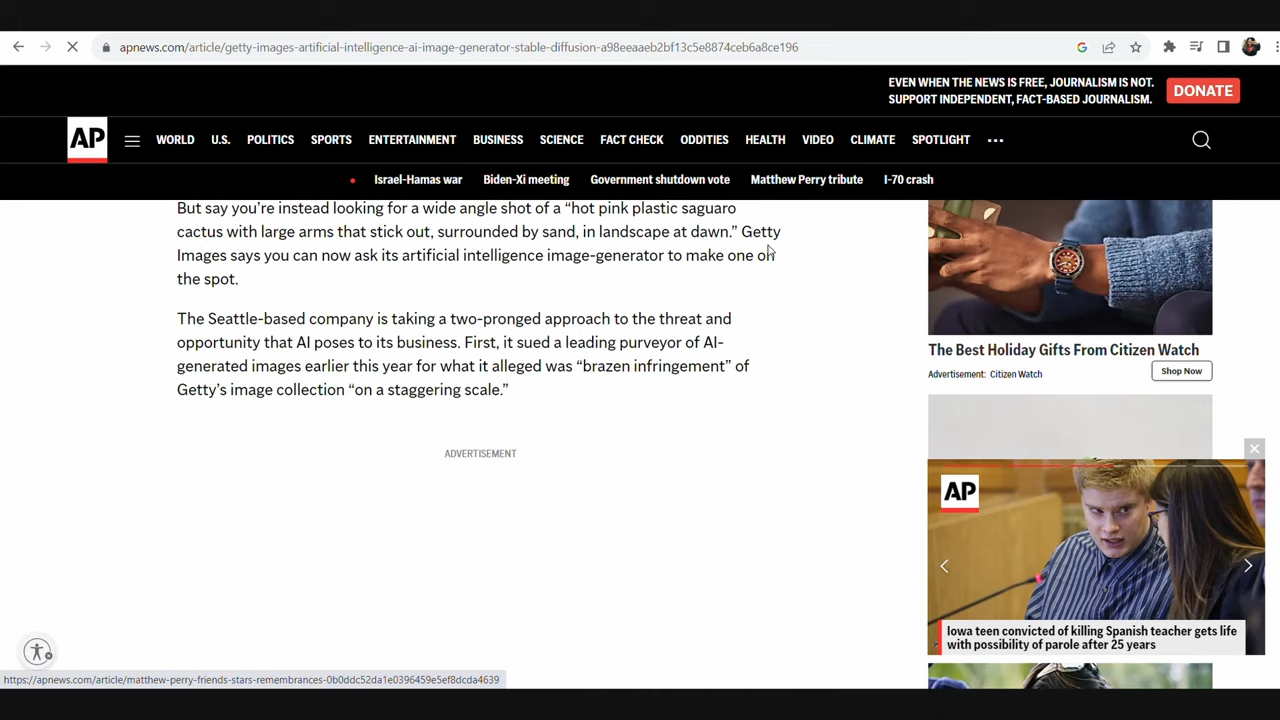 apnews.com/article/getty-images-artificial-intelligence-ai-image-generator-stable-diffusion-a98eeaaeb2bf13c5e8874ceb6a8ce196
EVEN WHEN THE NEWS IS FREE, JOURNALISM IS NOT.
SUPPORT INDEPENDENT, FACT-BASED JOURNALISM.
DONATE
AP
WORLD U.S. POLITICS SPORTS ENTERTAINMENT BUSINESS SCIENCE FACT CHECK ODDITIES HEALTH VIDEO CLIMATE SPOTLIGHT
Israel-Hamas war Biden-Xi meeting Government shutdown vote Matthew Perry tribute I-70 crash
But say you’re instead looking for a wide angle shot of a “hot pink plastic saguaro
cactus with large arms that stick out, surrounded by sand, in landscape at dawn.” Getty
Images says you can now ask its artificial intelligence image-generator to make one on
the spot.
The Seattle-based company is taking a two-pronged approach to the threat and
opportunity that AI poses to its business. First, it sued a leading purveyor of AI-
generated images earlier this year for what it alleged was “brazen infringement” of
Getty’s image collection “on a staggering scale.”
ADVERTISEMENT
The Best Holiday Gifts From Citizen Watch
Advertisement: Citizen Watch
Shop Now
AP
Iowa teen convicted of killing Spanish teacher gets life
with possibility of parole after 25 years
https://apnews.com/article/matthew-perry-friends-stars-remembrances-0b0ddc52da1e0396459e5ef8dcda4639